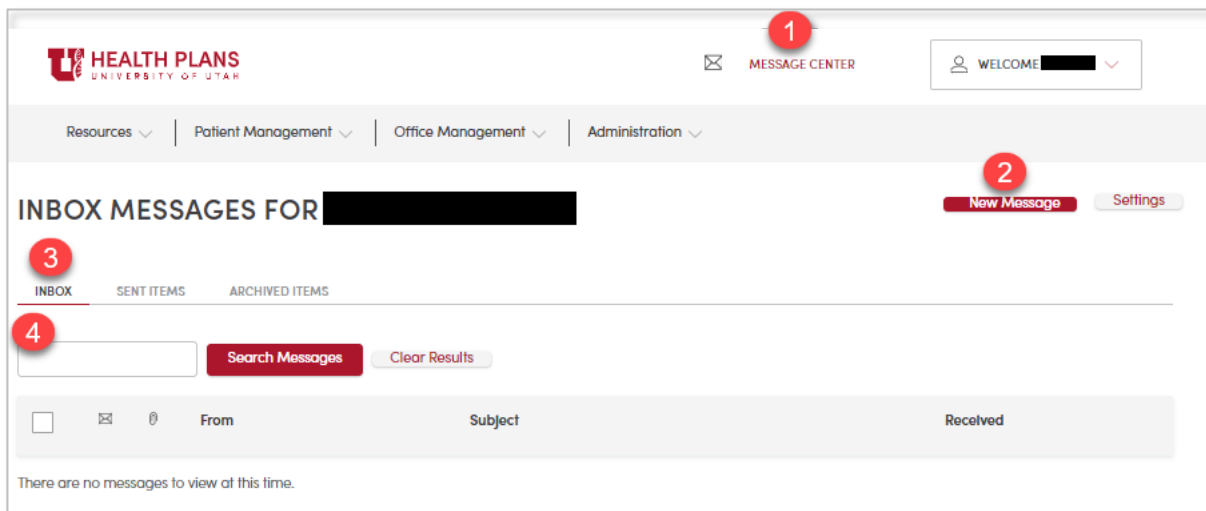 1
HEALTH PLANS
UNIVERSITY OF UTAH
MESSAGE CENTER
WELCOME
Resources Patient Management Office Management Administration
2
INBOX MESSAGES FOR
New Message Settings
3
INBOX SENT ITEMS ARCHIVED ITEMS
4
Search Messages Clear Results
From Subject Received
There are no messages to view at this time.